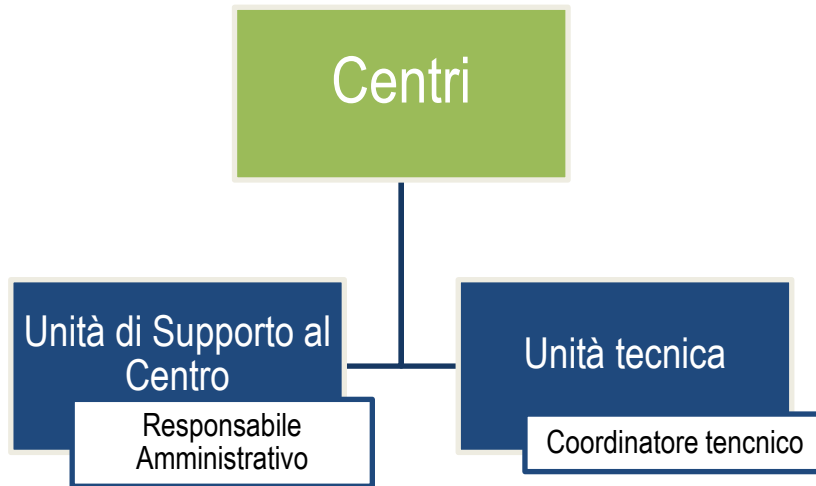 Centri
Unità di Supporto al
Centro
Responsabile
Amministrativo
Unità tecnica
Coordinatore tencnico